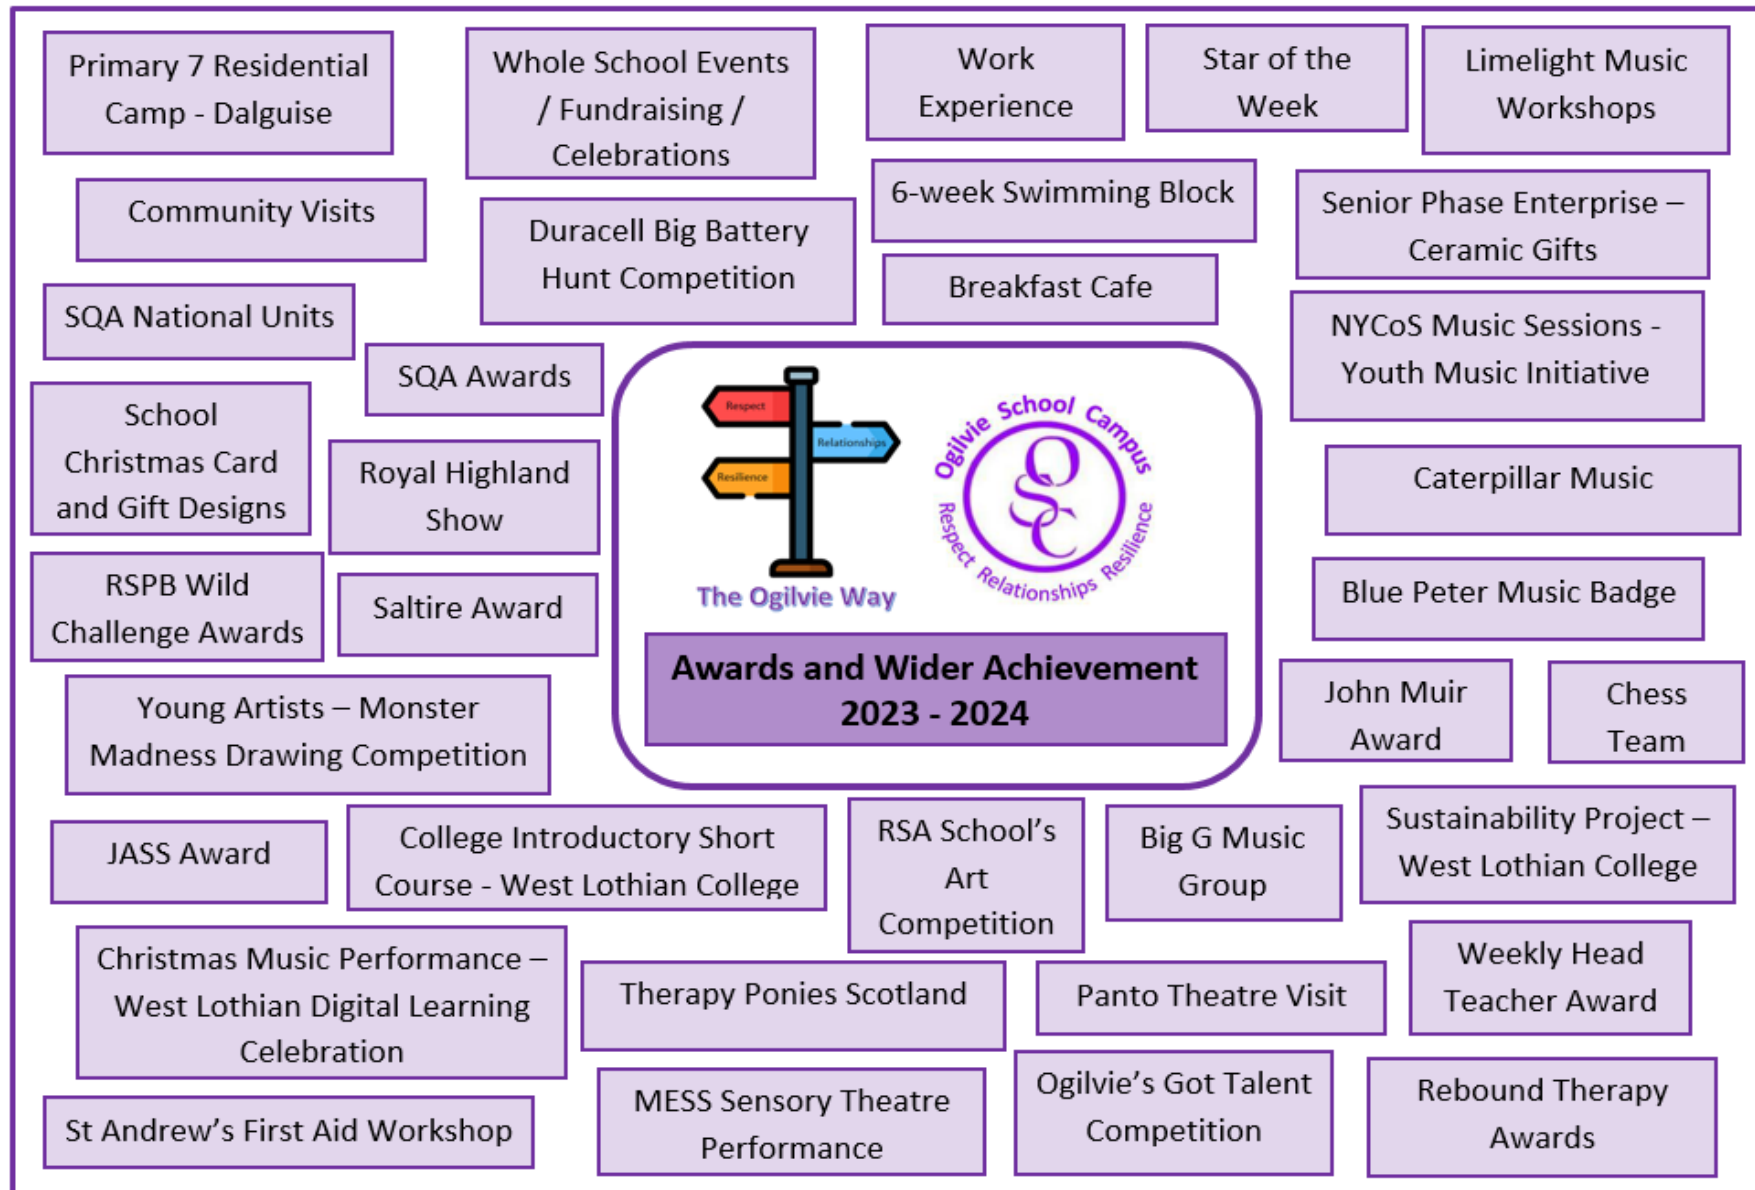 Primary 7 Residential
Camp - Dalguise
Whole School Events
/ Fundraising /
Celebrations
Work
Experience
Star of the
Week
Limelight Music
Workshops
Community Visits
Duracell Big Battery
Hunt Competition
6-week Swimming Block
Senior Phase Enterprise –
Ceramic Gifts
Breakfast Cafe
SQA National Units
NYCoS Music Sessions -
Youth Music Initiative
SQA Awards
School
Christmas Card
and Gift Designs
Royal Highland
Show
Respect
Relationships
Resilience
The Ogilvie Way
Ogilvie School Campus
OSC
Respect Relationships Resilience
Caterpillar Music
RSPB Wild
Challenge Awards
Saltire Award
Blue Peter Music Badge
Awards and Wider Achievement
2023 - 2024
Young Artists – Monster
Madness Drawing Competition
John Muir
Award
Chess
Team
JASS Award
College Introductory Short
Course - West Lothian College
RSA School’s
Art
Competition
Big G Music
Group
Sustainability Project –
West Lothian College
Christmas Music Performance –
West Lothian Digital Learning
Celebration
Therapy Ponies Scotland
Panto Theatre Visit
Weekly Head
Teacher Award
St Andrew’s First Aid Workshop
MESS Sensory Theatre
Performance
Ogilvie’s Got Talent
Competition
Rebound Therapy
Awards